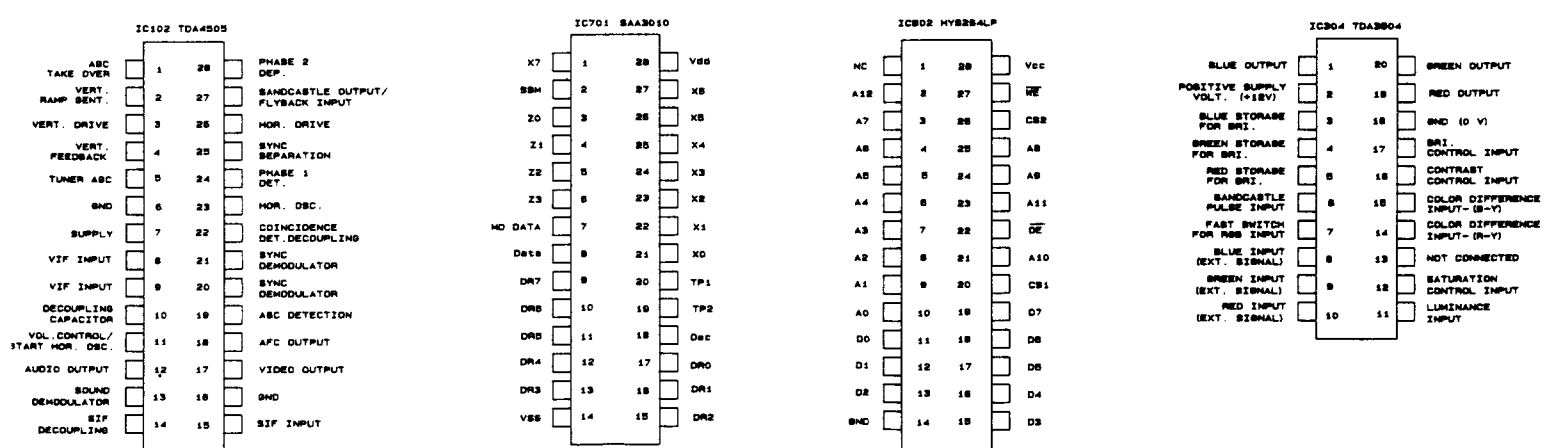 IC102 TDA4505
AGC TAKE OVER 1 28 PHASE 2 DEP.
VERT. RAMP GENT. 2 27 SANDCASTLE OUTPUT/ FLYBACK INPUT
VERT. DRIVE 3 26 HOR. DRIVE
VERT. FEEDBACK 4 25 SYNC SEPARATION
TUNER AGC 5 24 PHASE 1 DET.
GND 6 23 HOR. OSC.
SUPPLY 7 22 COINCIDENCE DET.DECOUPLING
VIF INPUT 8 21 SYNC DEMODULATOR
VIF INPUT 9 20 SYNC DEMODULATOR
DECOUPLING CAPACITOR 10 19 AGC DETECTION
VOL.CONTROL/ START HOR. OSC. 11 18 AFC OUTPUT
AUDIO OUTPUT 12 17 VIDEO OUTPUT
SOUND DEMODULATOR 13 16 GND
SIF DECOUPLING 14 15 SIF INPUT
IC701 SAA3010
X7 1 28 Vdd
SSM 2 27 X6
Z0 3 26 X5
Z1 4 25 X4
Z2 5 24 X3
Z3 6 23 X2
MD DATA 7 22 X1
Data 8 21 X0
DR7 9 20 TP1
DR6 10 19 TP2
DR5 11 18 Osc
DR4 12 17 DR0
DR3 13 16 DR1
VSS 14 15 DR2
IC802 HY6264LP
NC 1 28 Vcc
A12 2 27 WE
A7 3 26 CS2
A6 4 25 A8
A5 5 24 A9
A4 6 23 A11
A3 7 22 OE
A2 8 21 A10
A1 9 20 CS1
A0 10 19 D7
D0 11 18 D6
D1 12 17 D5
D2 13 16 D4
GND 14 15 D3
IC304 TDA3504
BLUE OUTPUT 1 20 GREEN OUTPUT
POSITIVE SUPPLY VOLT. (+12V) 2 19 RED OUTPUT
BLUE STORAGE FOR BRI. 3 18 GND (0 V)
GREEN STORAGE FOR BRI. 4 17 BRI. CONTROL INPUT
RED STORAGE FOR BRI. 5 16 CONTRAST CONTROL INPUT
SANDCASTLE PULSE INPUT 6 15 COLOR DIFFERENCE INPUT-(B-Y)
FAST SWITCH FOR RGB INPUT 7 14 COLOR DIFFERENCE INPUT-(R-Y)
BLUE INPUT (EXT. SIGNAL) 8 13 NOT CONNECTED
GREEN INPUT (EXT. SIGNAL) 9 12 SATURATION CONTROL INPUT
RED INPUT (EXT. SIGNAL) 10 11 LUMINANCE INPUT